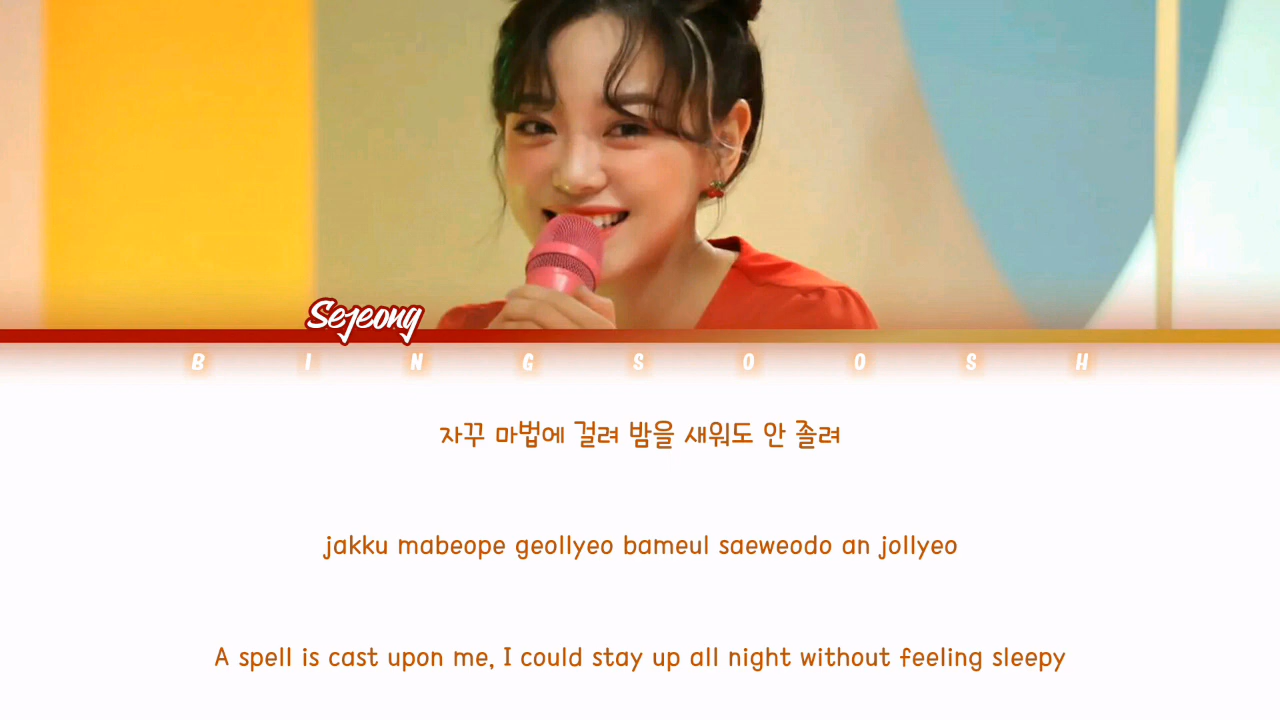 Sejeong
BINGSOOSH
자꾸 마법에 걸려 밤을 새워도 안 졸려
jakku mabeope geollyeo bameul saeweodo an jollyeo
A spell is cast upon me, I could stay up all night without feeling sleepy